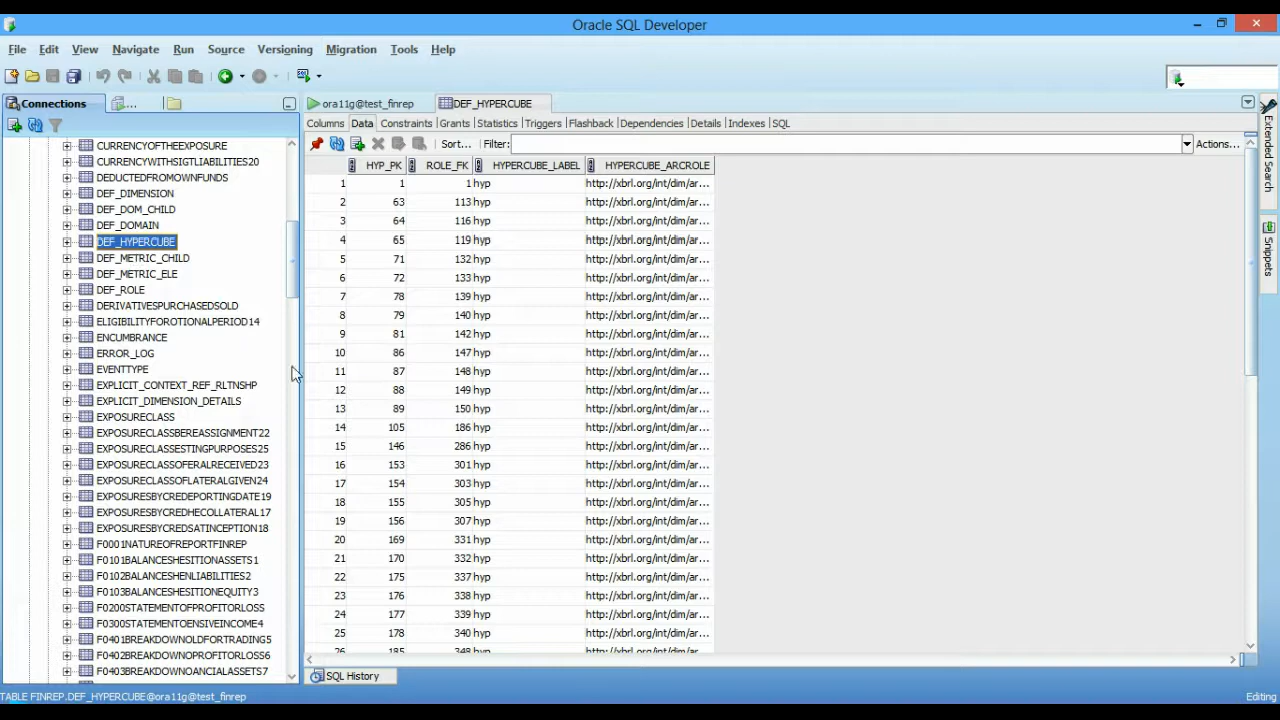 Oracle SQL Developer
File Edit View Navigate Run Source Versioning Migration Tools Help
Connections
...
ora11g@test_finrep
DEF_HYPERCUBE
Columns Data Constraints Grants Statistics Triggers Flashback Dependencies Details Indexes SQL
Sort... Filter: Actions...
HYP_PK ROLE_FK HYPERCUBE_LABEL HYPERCUBE_ARCROLE
1 1 1 hyp http://xbrl.org/int/dim/ar...
2 63 113 hyp http://xbrl.org/int/dim/ar...
3 64 116 hyp http://xbrl.org/int/dim/ar...
4 65 119 hyp http://xbrl.org/int/dim/ar...
5 71 132 hyp http://xbrl.org/int/dim/ar...
6 72 133 hyp http://xbrl.org/int/dim/ar...
7 78 139 hyp http://xbrl.org/int/dim/ar...
8 79 140 hyp http://xbrl.org/int/dim/ar...
9 81 142 hyp http://xbrl.org/int/dim/ar...
10 86 147 hyp http://xbrl.org/int/dim/ar...
11 87 148 hyp http://xbrl.org/int/dim/ar...
12 88 149 hyp http://xbrl.org/int/dim/ar...
13 89 150 hyp http://xbrl.org/int/dim/ar...
14 105 186 hyp http://xbrl.org/int/dim/ar...
15 146 286 hyp http://xbrl.org/int/dim/ar...
16 153 301 hyp http://xbrl.org/int/dim/ar...
17 154 303 hyp http://xbrl.org/int/dim/ar...
18 155 305 hyp http://xbrl.org/int/dim/ar...
19 156 307 hyp http://xbrl.org/int/dim/ar...
20 169 331 hyp http://xbrl.org/int/dim/ar...
21 170 332 hyp http://xbrl.org/int/dim/ar...
22 175 337 hyp http://xbrl.org/int/dim/ar...
23 176 338 hyp http://xbrl.org/int/dim/ar...
24 177 339 hyp http://xbrl.org/int/dim/ar...
25 178 340 hyp http://xbrl.org/int/dim/ar...
26 185 348 hyp http://xbrl.org/int/dim/ar...
CURRENCYOFTHEEXPOSURE
CURRENCYWITHSIGTLIABILITIES20
DEDUCTEDFROMOWNFUNDS
DEF_DIMENSION
DEF_DOM_CHILD
DEF_DOMAIN
DEF_HYPERCUBE
DEF_METRIC_CHILD
DEF_METRIC_ELE
DEF_ROLE
DERIVATIVESPURCHASEDSOLD
ELIGIBILITYFOROTIONALPERIOD14
ENCUMBRANCE
ERROR_LOG
EVENTTYPE
EXPLICIT_CONTEXT_REF_RLTNSHP
EXPLICIT_DIMENSION_DETAILS
EXPOSURECLASS
EXPOSURECLASSBEREASSIGNMENT22
EXPOSURECLASSESTINGPURPOSES25
EXPOSURECLASSOFERALRECEIVED23
EXPOSURECLASSOFLATERALGIVEN24
EXPOSURESBYCREDEPORTINGDATE19
EXPOSURESBYCREDHECOLLATERAL17
EXPOSURESBYCREDSATINCEPTION18
F0001NATUREOFREPORTFINREP
F0101BALANCESHESITIONASSETS1
F0102BALANCESHENLIABILITIES2
F0103BALANCESHESITIONEQUITY3
F0200STATEMENTOFPROFITORLOSS
F0300STATEMENTOENSIVEINCOME4
F0401BREAKDOWNOLDFORTRADING5
F0402BREAKDOWNOPROFITORLOSS6
F0403BREAKDOWNOANCIALASSETS7
SQL History
Extended Search
Snippets
TABLE FINREP.DEF_HYPERCUBE@ora11g@test_finrep
Editing